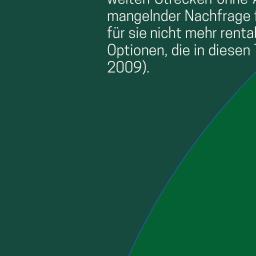 weiten Strecken ohne
mangelnder Nachfrage
für sie nicht mehr
Optionen, die in diesen
2009).